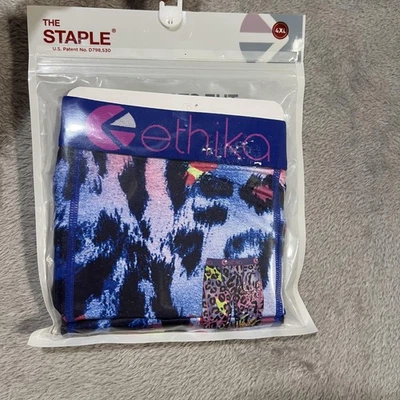 THE
STAPLE®
U.S. Patent No. D798,530
4XL
ethika